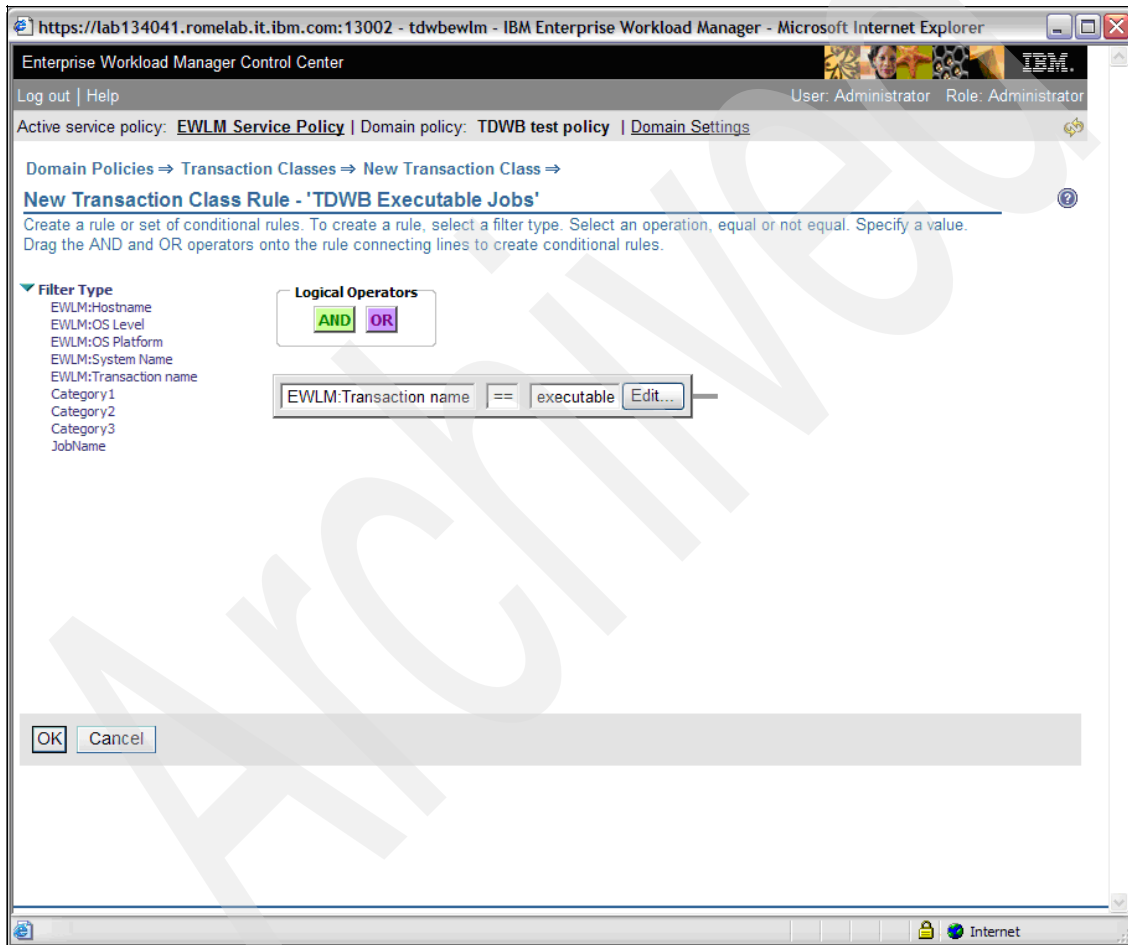 https://lab134041.romelab.it.ibm.com:13002 - tdwbewlm - IBM Enterprise Workload Manager - Microsoft Internet Explorer
Enterprise Workload Manager Control Center
IBM.
Log out | Help
User: Administrator Role: Administrator
Active service policy: EWLM Service Policy | Domain policy: TDWB test policy | Domain Settings
Domain Policies ⇒ Transaction Classes ⇒ New Transaction Class ⇒
New Transaction Class Rule - 'TDWB Executable Jobs'
?
Create a rule or set of conditional rules. To create a rule, select a filter type. Select an operation, equal or not equal. Specify a value.
Drag the AND and OR operators onto the rule connecting lines to create conditional rules.
Filter Type
EWLM:Hostname
EWLM:OS Level
EWLM:OS Platform
EWLM:System Name
EWLM:Transaction name
Category1
Category2
Category3
JobName
Logical Operators
AND OR
EWLM:Transaction name == executable Edit...
OK Cancel
Internet
Archived